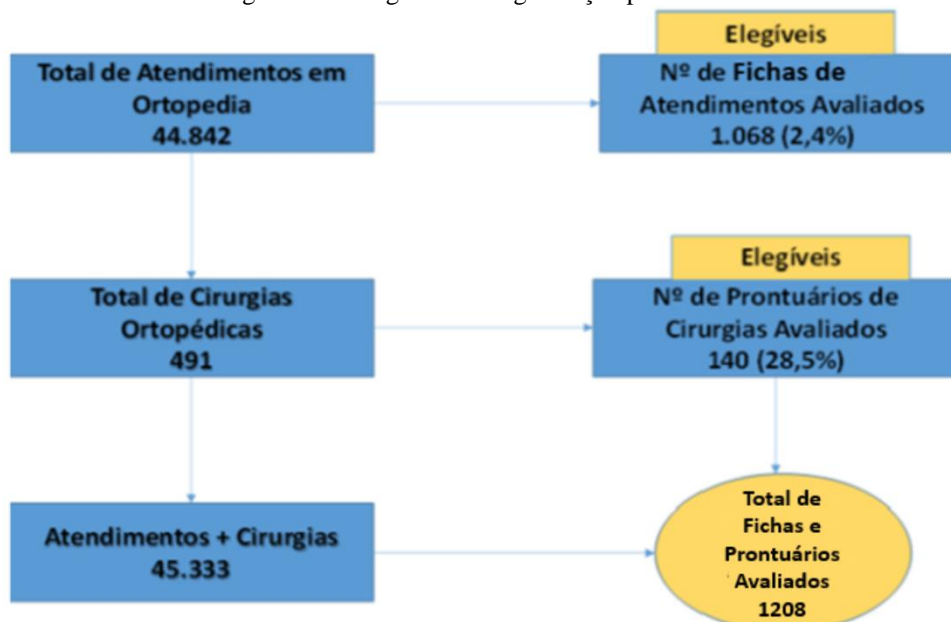 Total de Atendimentos em
Ortopedia
44.842
Elegíveis
Nº de Fichas de
Atendimentos Avaliados
1.068 (2,4%)
Total de Cirurgias
Ortopédicas
491
Elegíveis
Nº de Prontuários de
Cirurgias Avaliados
140 (28,5%)
Atendimentos + Cirurgias
45.333
Total de
Fichas e
Prontuários
Avaliados
1208